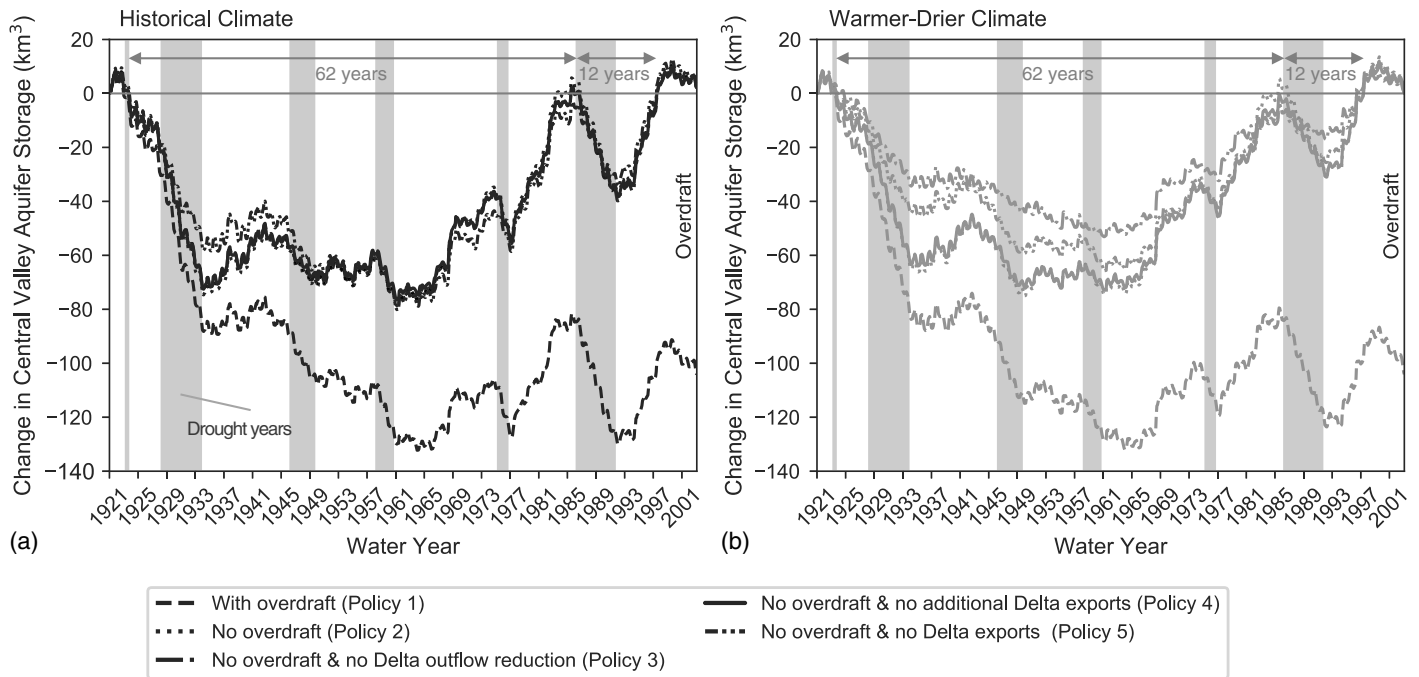 Historical Climate
Change in Central Valley Aquifer Storage (km³)
20
0
−20
−40
−60
−80
−100
−120
−140
62 years
12 years
Overdraft
Drought years
1921 1925 1929 1933 1937 1941 1945 1949 1953 1957 1961 1965 1969 1973 1977 1981 1985 1989 1993 1997 2001
(a)
Water Year
Warmer-Drier Climate
Change in Central Valley Aquifer Storage (km³)
20
0
−20
−40
−60
−80
−100
−120
−140
62 years
12 years
Overdraft
1921 1925 1929 1933 1937 1941 1945 1949 1953 1957 1961 1965 1969 1973 1977 1981 1985 1989 1993 1997 2001
(b)
Water Year
With overdraft (Policy 1)
No overdraft (Policy 2)
No overdraft & no Delta outflow reduction (Policy 3)
No overdraft & no additional Delta exports (Policy 4)
No overdraft & no Delta exports (Policy 5)